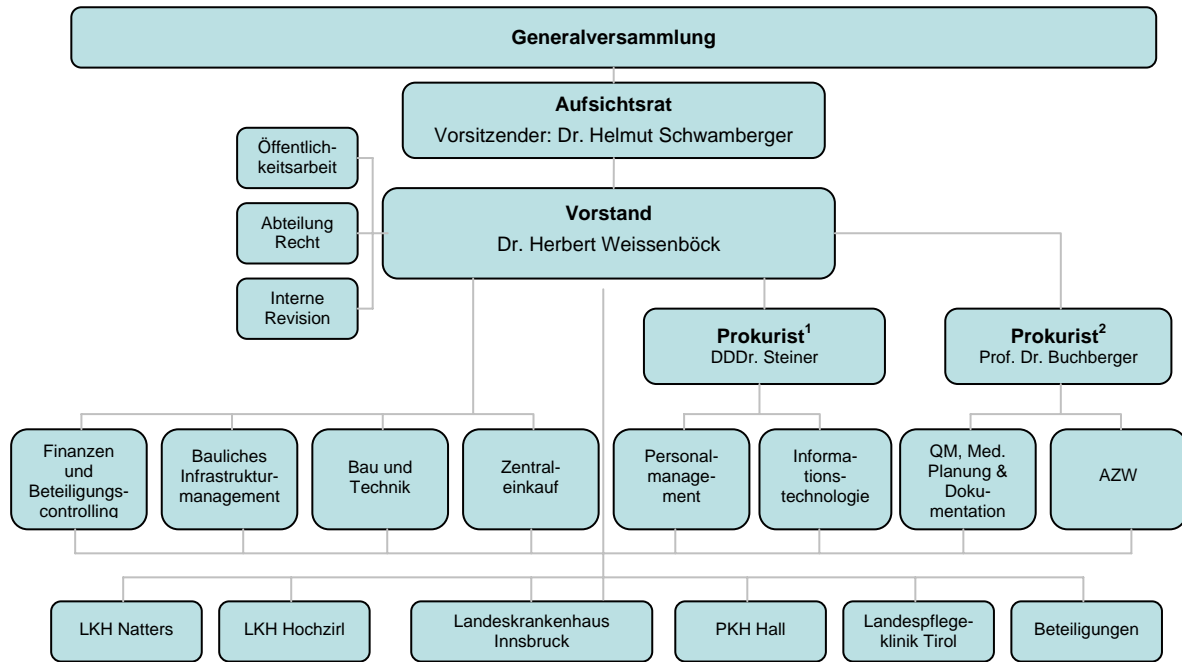 Generalversammlung
Aufsichtsrat
Vorsitzender: Dr. Helmut Schwamberger
Öffentlich-
keitsarbeit
Abteilung
Recht
Interne
Revision
Vorstand
Dr. Herbert Weissenböck
Prokurist¹
DDDr. Steiner
Prokurist²
Prof. Dr. Buchberger
Finanzen
und
Beteiligungs-
controlling
Bauliches
Infrastruktur-
management
Bau und
Technik
Zentral-
einkauf
Personal-
manage-
ment
Informa-
tions-
technologie
QM, Med.
Planung &
Doku-
mentation
AZW
LKH Natters
LKH Hochzirl
Landeskrankenhaus
Innsbruck
PKH Hall
Landespflege-
klinik Tirol
Beteiligungen